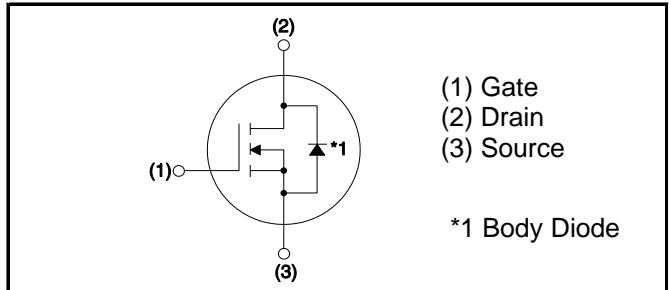 (2)
(1) Gate
(2) Drain
(3) Source
*1
(1)
*1 Body Diode
(3)